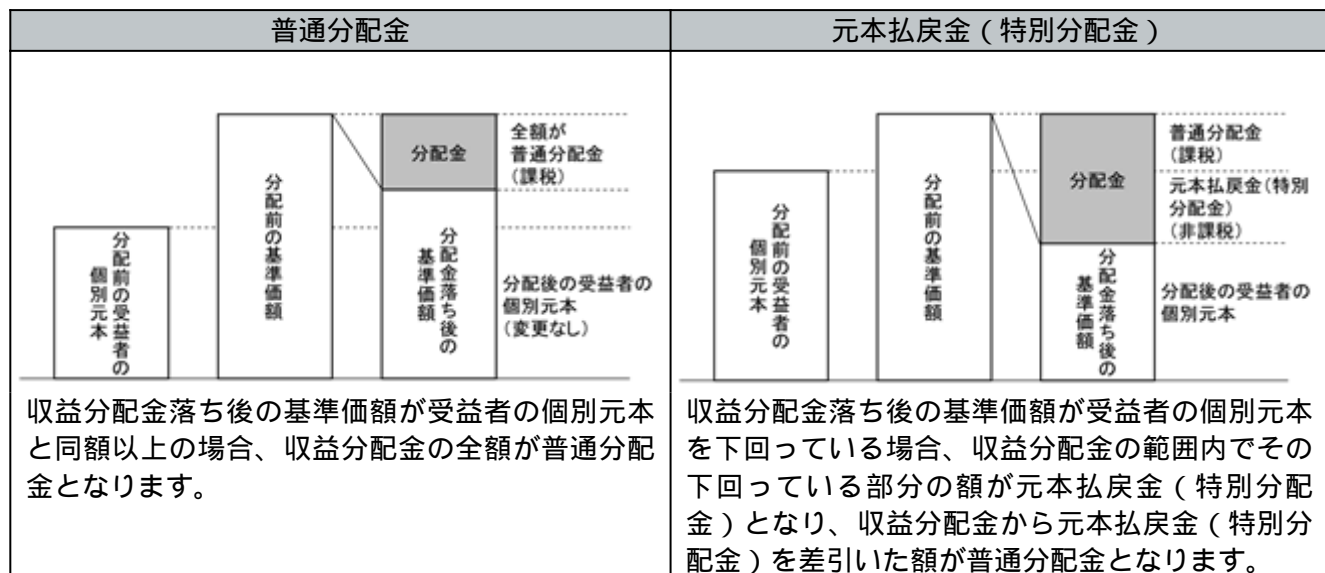 普通分配金
分配前の受益者の
個別元本
分配前の基準価額
分配金
分配金落ち後の
基準価額
全額が
普通分配金
(課税)
分配後の受益者の
個別元本
(変更なし)
収益分配金落ち後の基準価額が受益者の個別元本
と同額以上の場合、収益分配金の全額が普通分配
金となります。
元本払戻金(特別分配金)
分配前の受益者の
個別元本
分配前の基準価額
分配金
分配金落ち後の
基準価額
普通分配金
(課税)
元本払戻金(特別
分配金)
(非課税)
分配後の受益者の
個別元本
収益分配金落ち後の基準価額が受益者の個別元本
を下回っている場合、収益分配金の範囲内でその
下回っている部分の額が元本払戻金(特別分配
金)となり、収益分配金から元本払戻金(特別分
配金)を差引いた額が普通分配金となります。